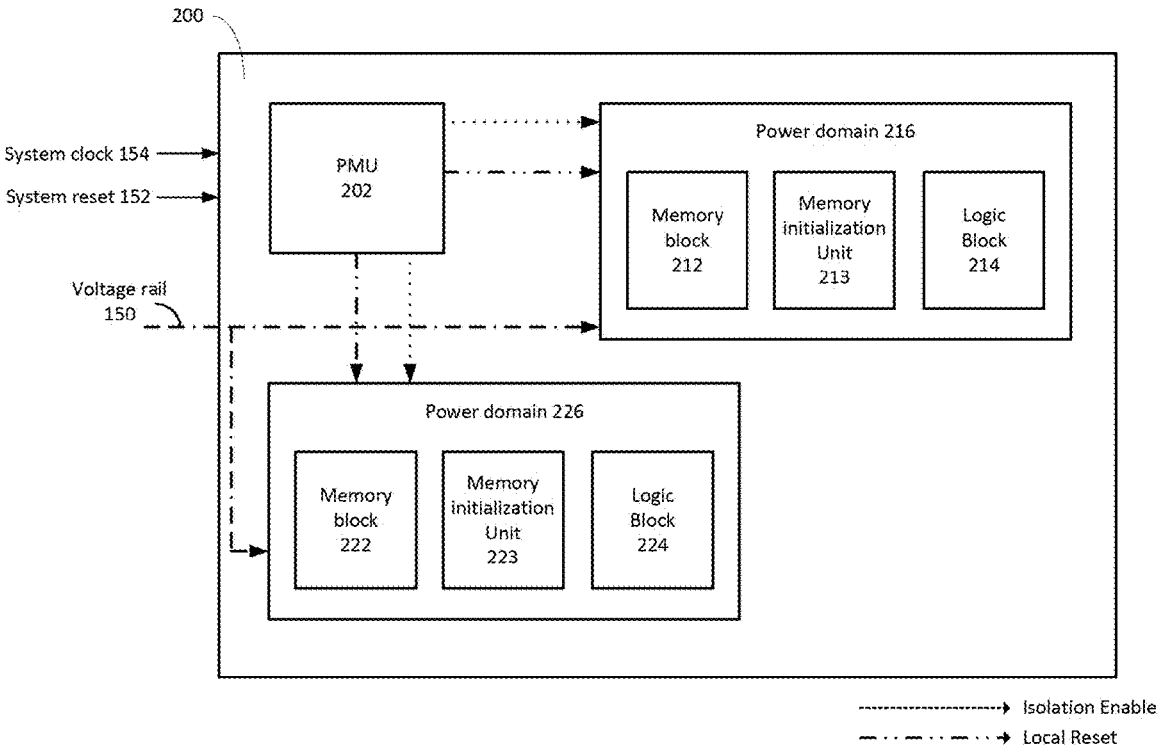 200
System clock 154
System reset 152
Voltage rail
150
PMU
202
Power domain 216
Memory
block
212
Memory
initialization
Unit
213
Logic
Block
214
Power domain 226
Memory
block
222
Memory
initialization
Unit
223
Logic
Block
224
Isolation Enable
Local Reset